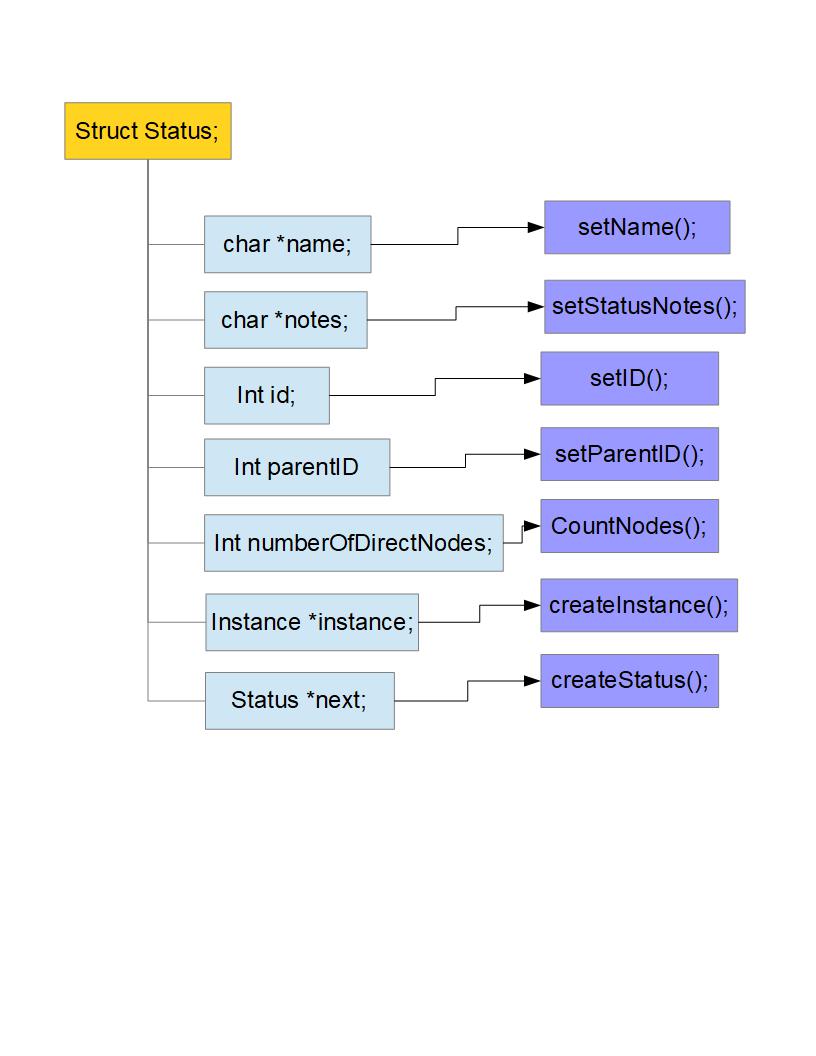 Struct Status;
char *name;
setName();
char *notes;
setStatusNotes();
Int id;
setID();
Int parentID
setParentID();
Int numberOfDirectNodes;
CountNodes();
Instance *instance;
createInstance();
Status *next;
createStatus();